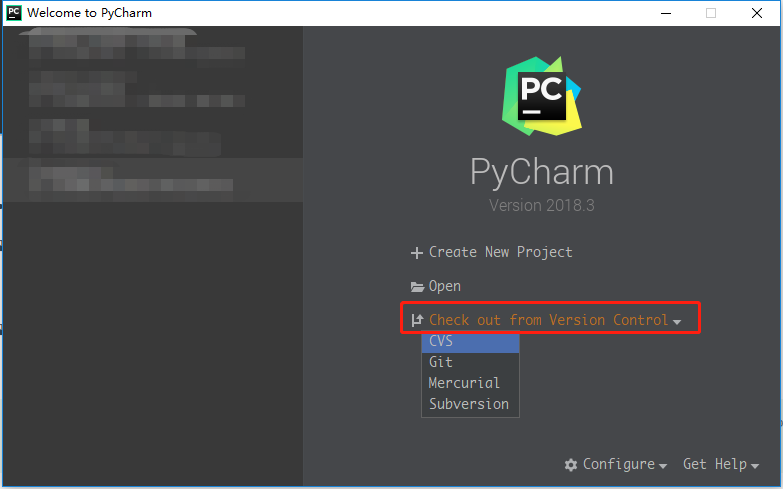 Welcome to PyCharm
PC
PyCharm
Version 2018.3
Create New Project
Open
Check out from Version Control
CVS
Git
Mercurial
Subversion
Configure
Get Help